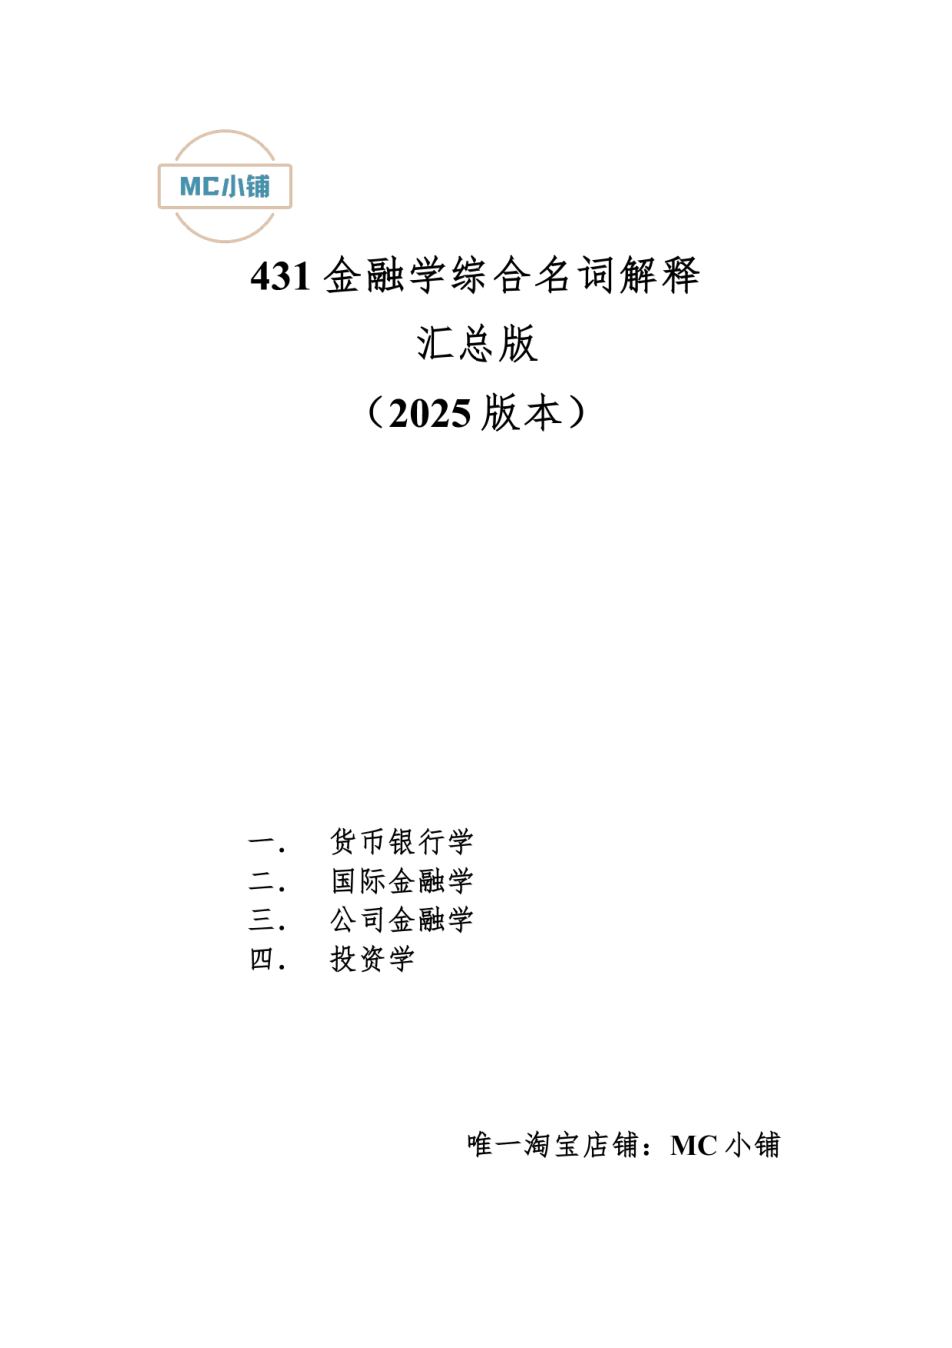 MC小铺
431 金融学综合名词解释
汇总版
（2025 版本）
一． 货币银行学
二． 国际金融学
三． 公司金融学
四． 投资学
唯一淘宝店铺：MC 小铺